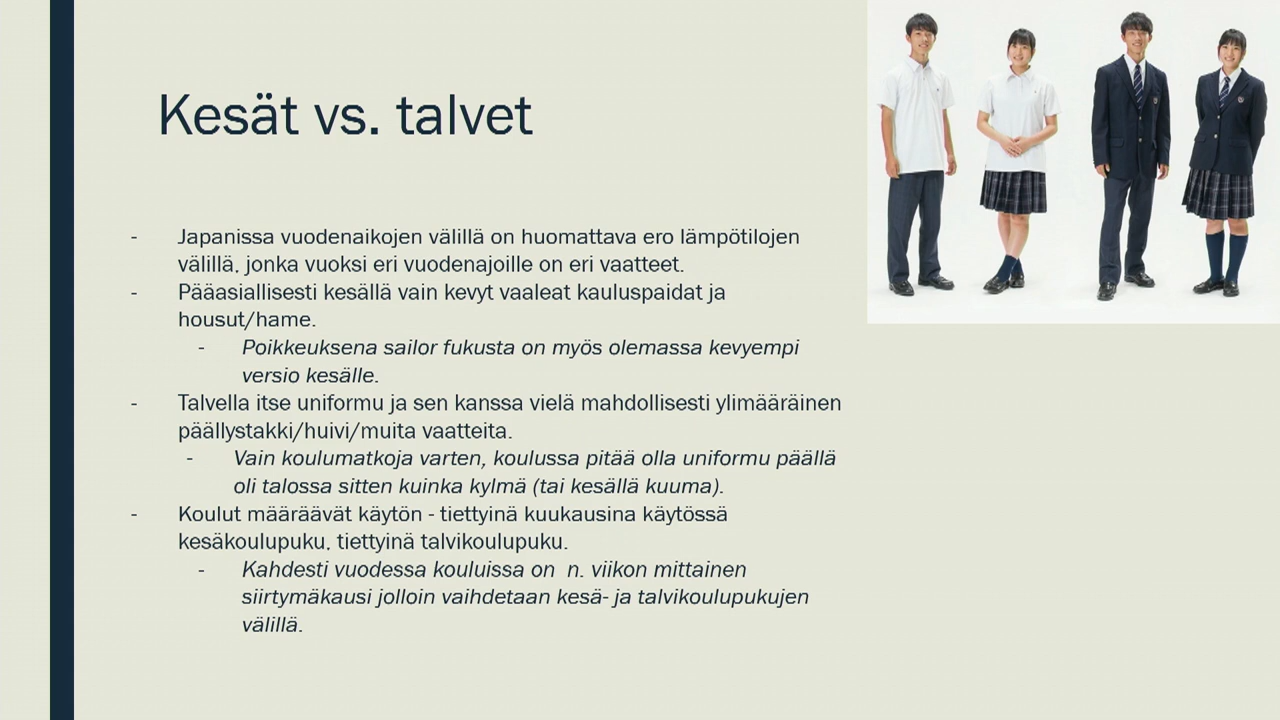 Kesät vs. talvet
- Japanissa vuodenaikojen välillä on huomattava ero lämpötilojen
välillä, jonka vuoksi eri vuodenajoille on eri vaatteet.
- Pääasiallisesti kesällä vain kevyt vaaleat kauluspaidat ja
housut/hame.
- Poikkeuksena sailor fukusta on myös olemassa kevyempi
versio kesälle.
- Talvella itse uniformu ja sen kanssa vielä mahdollisesti ylimääräinen
päällystakki/huivi/muita vaatteita.
- Vain koulumatkoja varten, koulussa pitää olla uniformu päällä
oli talossa sitten kuinka kylmä (tai kesällä kuuma).
- Koulut määräävät käytön - tiettyinä kuukausina käytössä
kesäkoulupuku, tiettyinä talvikoulupuku.
- Kahdesti vuodessa kouluissa on n. viikon mittainen
siirtymäkausi jolloin vaihdetaan kesä- ja talvikoulupukujen
välillä.